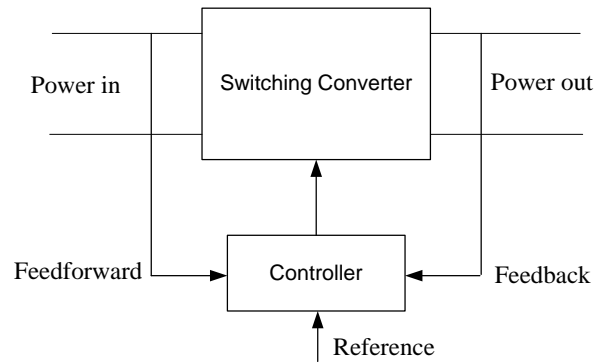 Switching Converter
Power in
Power out
Feedforward
Controller
Feedback
Reference